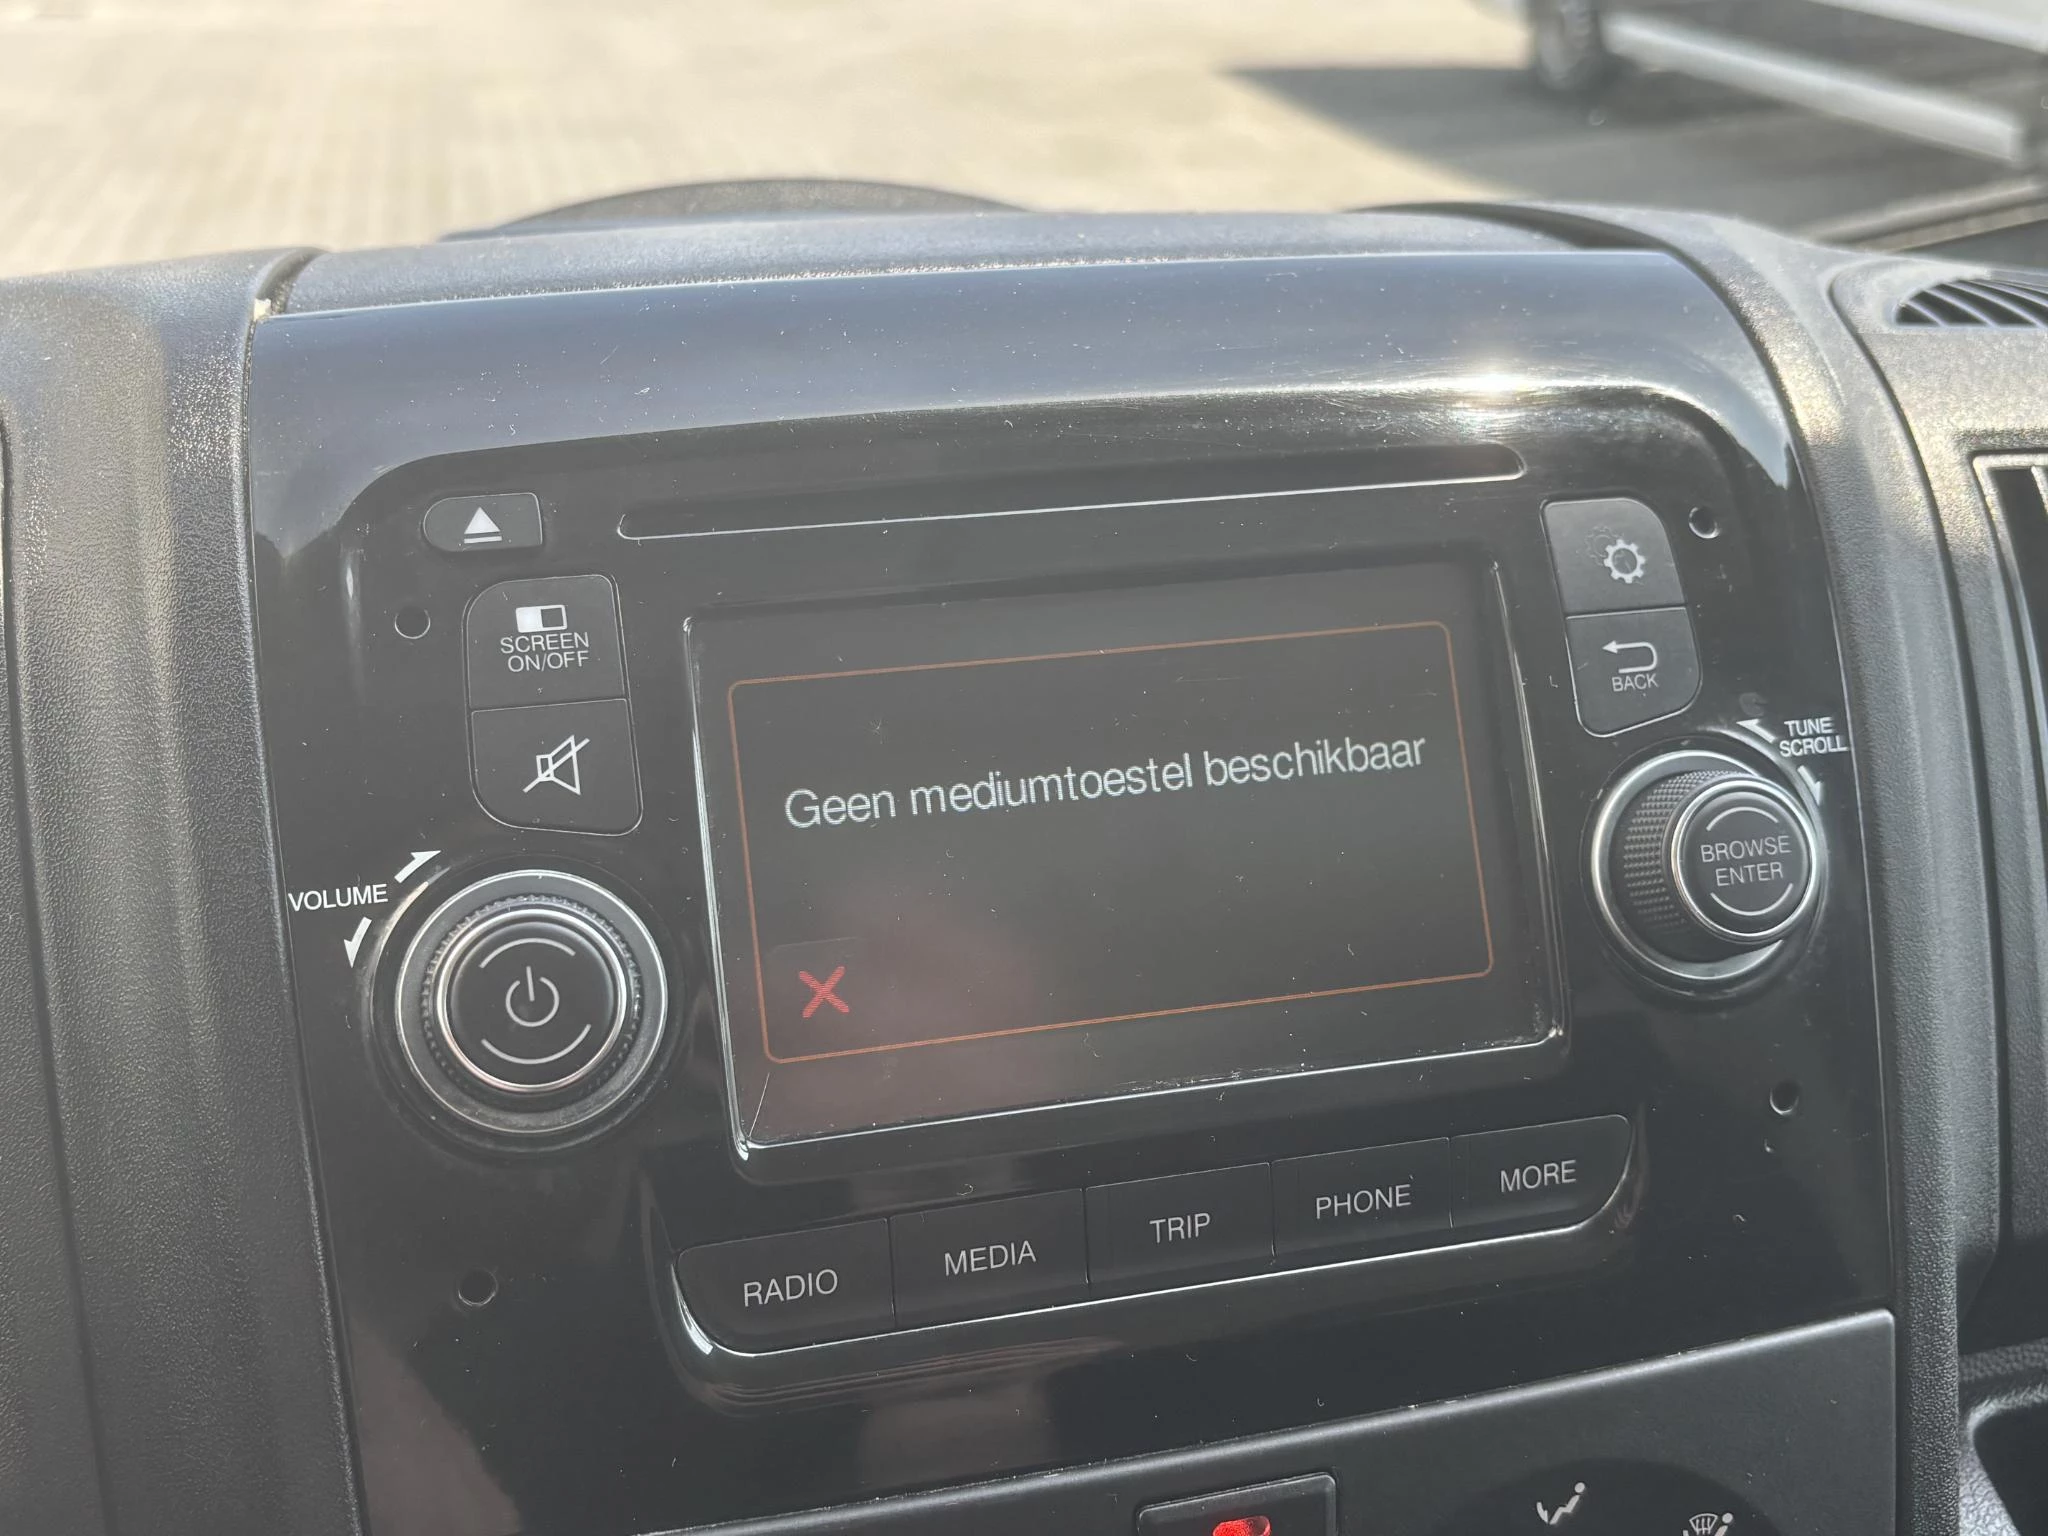 SCREEN
ON/OFF
BACK
TUNE
SCROLL
Geen mediumtoestel beschikbaar
BROWSE
ENTER
VOLUME
RADIO
MEDIA
TRIP
PHONE
MORE